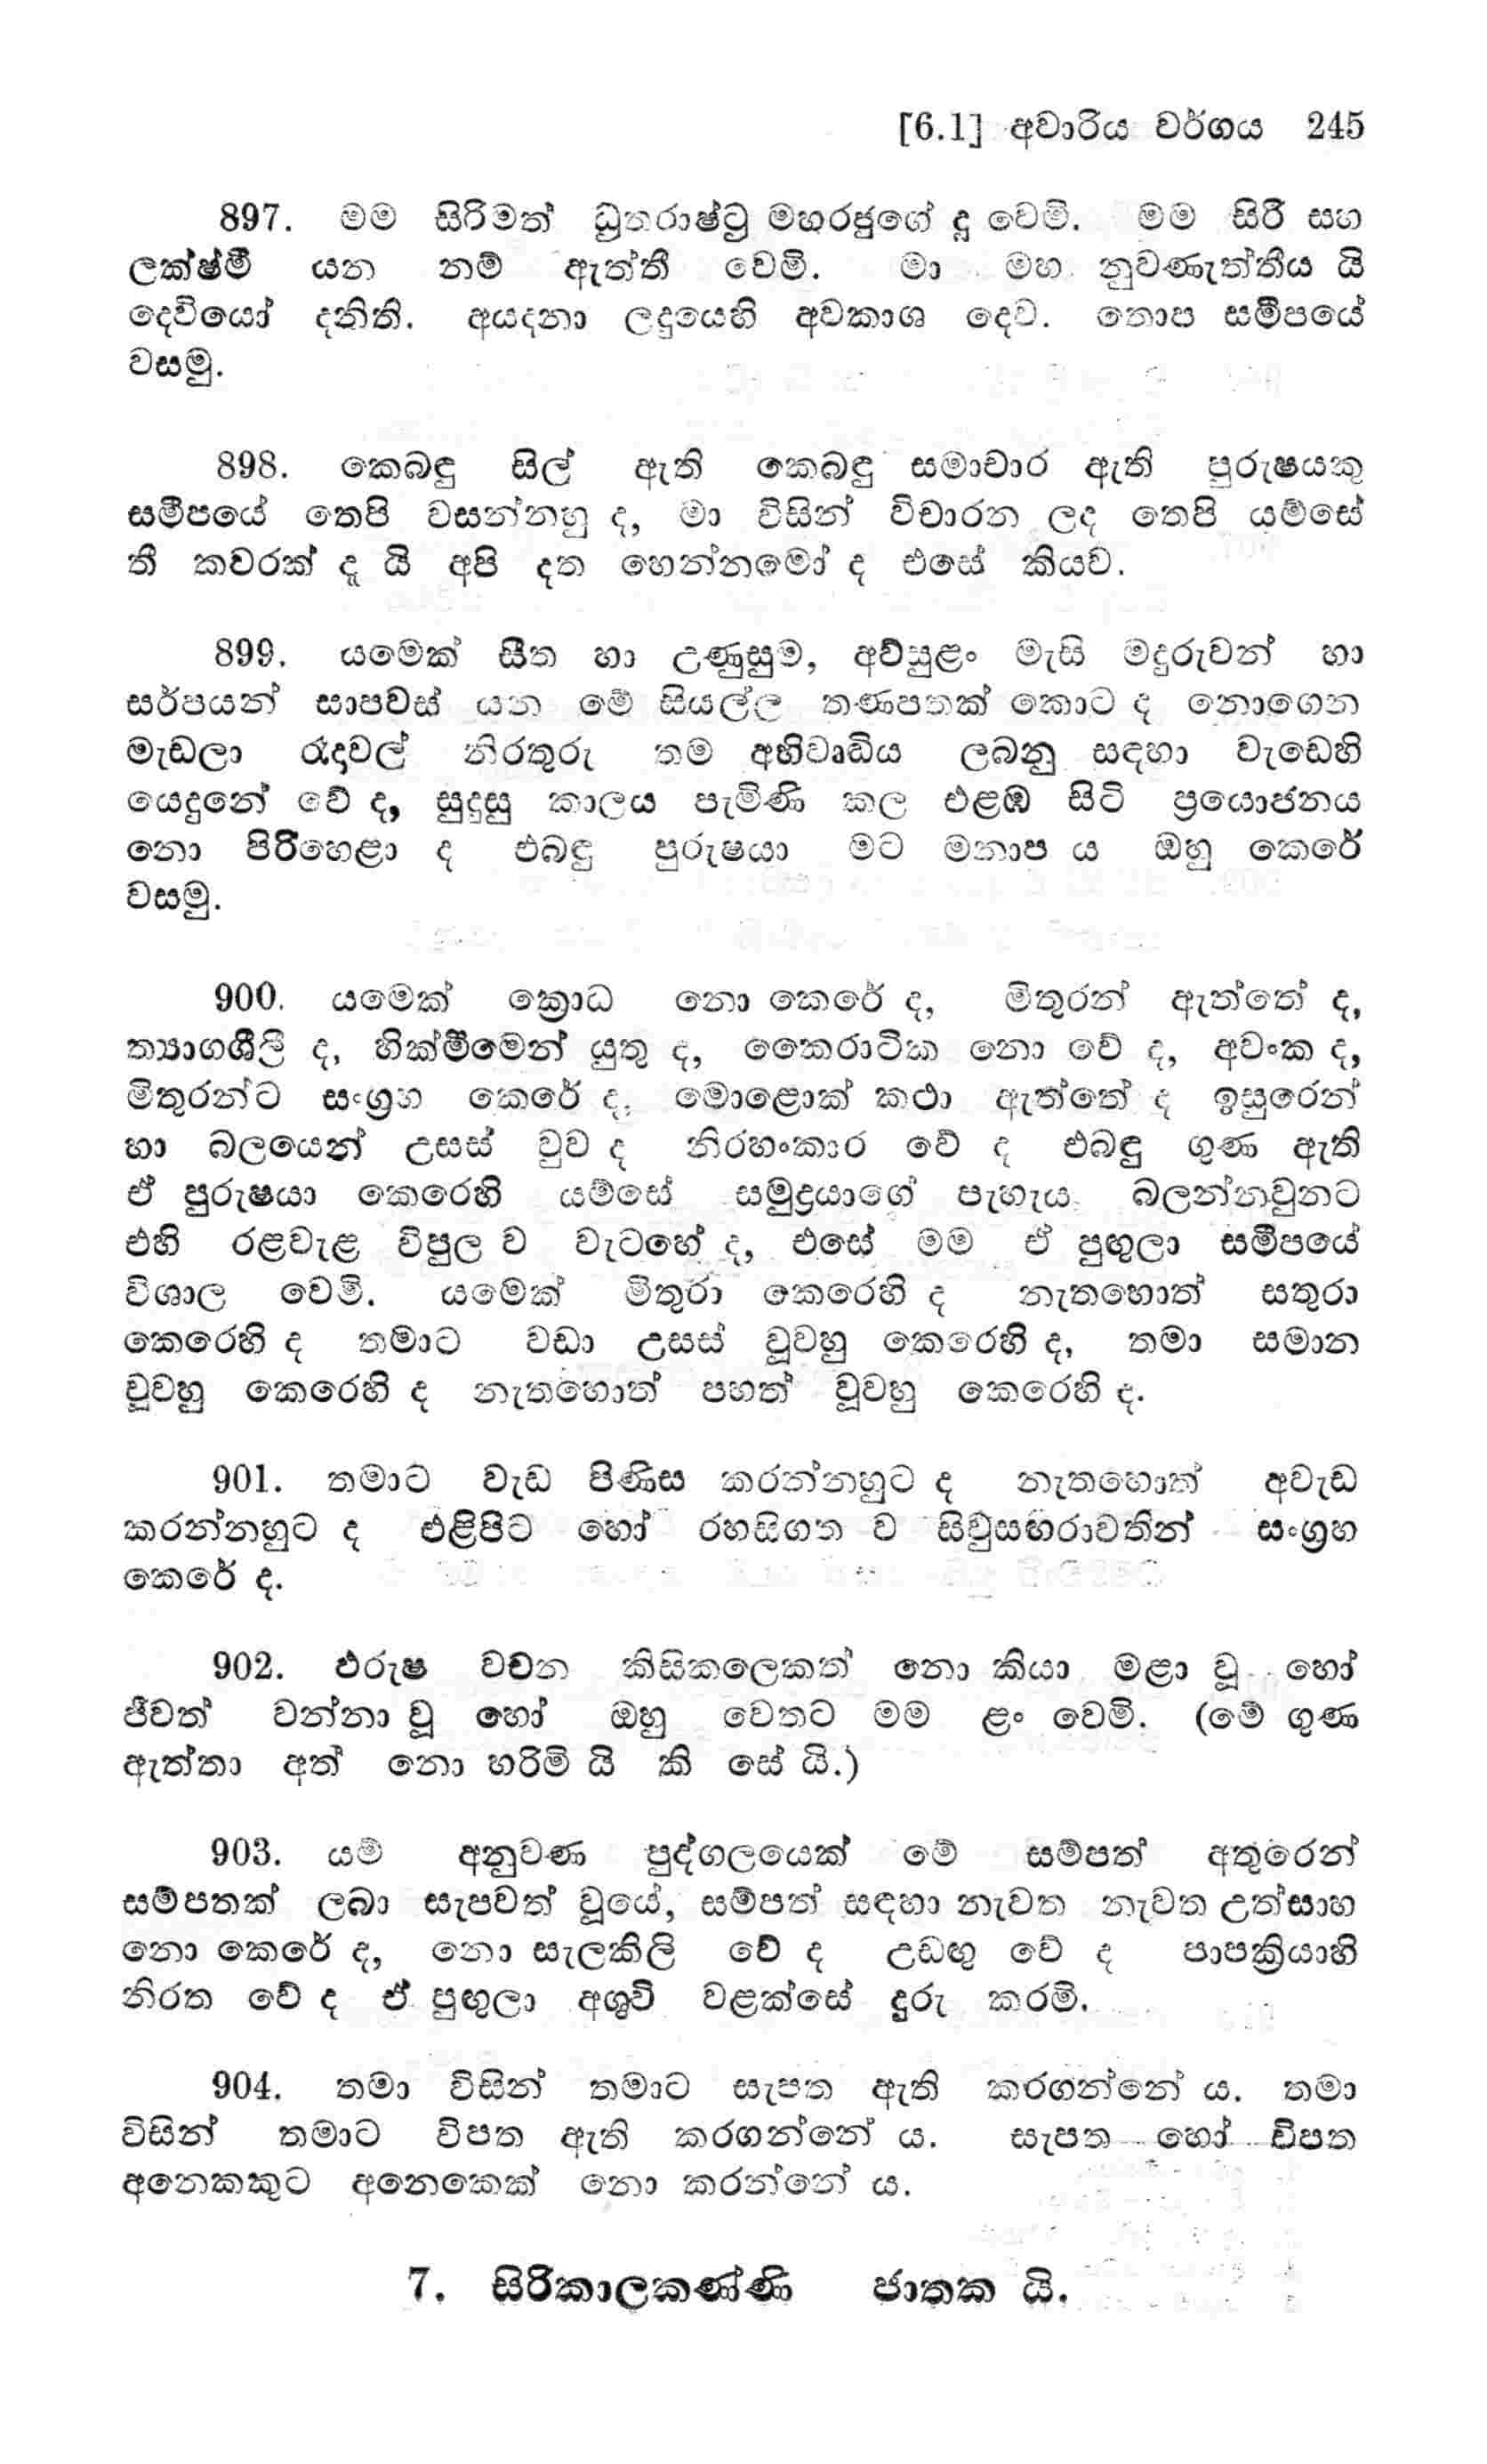 [6.1] අවාරිය වර්ගය 245
897. මම සිරිමත් ධෘතරාෂ්ට්‍ර මහරජුගේ දූ වෙමි. මම සිරි සහ
ලක්ෂ්මී යන නම් ඇත්තී වෙමි. මා මහ නුවණැත්තීය යි
දෙවියෝ දනිති. අයදනා ලදුයෙහි අවකාශ දෙව. තොප සමීපයේ
වසමු.
898. කෙබඳු සිල් ඇති කෙබඳු සමාචාර ඇති පුරුෂයකු
සමීපයේ තෙපි වසන්නහු ද, මා විසින් විචාරන ලද තෙපි යම්සේ
තී කවරක් දූ යි අපි දත හෙන්නමෝ ද එසේ කියව.
899. යමෙක් සීත හා උණුසුම, අව්සුළං මැසි මදුරුවන් හා
සර්පයන් සාපවස් යන මේ සියල්ල තණපතක් කොට ද නොගෙන
මැඩලා රෑදාවල් නිරතුරු තම අභිවෘද්ධිය ලබනු සඳහා වැඩෙහි
යෙදුනේ වේ ද, සුදුසු කාලය පැමිණි කල එළඹ සිටි ප්‍රයොජනය
නො පිරිහෙළා ද එබඳු පුරුෂයා මට මනාප ය ඔහු කෙරේ
වසමු.
900. යමෙක් ක්‍රොධ නො කෙරේ ද, මිතුරන් ඇත්තේ ද,
ත්‍යාගශීලී ද, හික්මීමෙන් යුතු ද, කෛරාටික නො වේ ද, අවංක ද,
මිතුරන්ට සංග්‍රහ කෙරේ ද, මොළොක් කථා ඇත්තේ ද ඉසුරෙන්
හා බලයෙන් උසස් වුව ද නිරහංකාර වේ ද එබඳු ගුණ ඇති
ඒ පුරුෂයා කෙරෙහි යම්සේ සමුද්‍රයාගේ පැහැය බලන්නවුනට
එහි රළවැළ විපුල ව වැටහේ ද, එසේ මම ඒ පුඟුලා සමීපයේ
විශාල වෙමි. යමෙක් මිතුරා කෙරෙහි ද නැතහොත් සතුරා
කෙරෙහි ද තමාට වඩා උසස් වූවහු කෙරෙහි ද, තමා සමාන
වූවහු කෙරෙහි ද නැතහොත් පහත් වූවහු කෙරෙහි ද.
901. තමාට වැඩ පිණිස කරන්නහුට ද නැතහොත් අවැඩ
කරන්නහුට ද එළිපිට හෝ රහසිගත ව සිව්සඟරාවතින් සංග්‍රහ
කෙරේ ද.
902. ඵරුෂ වචන කිසිකලෙකත් නො කියා මළා වූ හෝ
ජීවත් වන්නා වූ හෝ ඔහු වෙතට මම ළං වෙමි. (මේ ගුණ
ඇත්තා අත් නො හරිමි යි කි සේ යි.)
903. යම් අනුවණ පුද්ගලයෙක් මේ සම්පත් අතුරෙන්
සම්පතක් ලබා සැපවත් වූයේ, සම්පත් සඳහා නැවත නැවත උත්සාහ
නො කෙරේ ද, නො සැලකිලි වේ ද උඩඟු වේ ද පාපක්‍රියාහි
නිරත වේ ද ඒ පුඟුලා අශුචි වළක්සේ දුරු කරමි.
904. තමා විසින් තමාට සැපත ඇති කරගන්නේ ය. තමා
විසින් තමාට විපත ඇති කරගන්නේ ය. සැපත හෝ විපත
අනෙකකුට අනෙකෙක් නො කරන්නේ ය.
7. සිරිකාලකණ්ණි ජාතක යි.